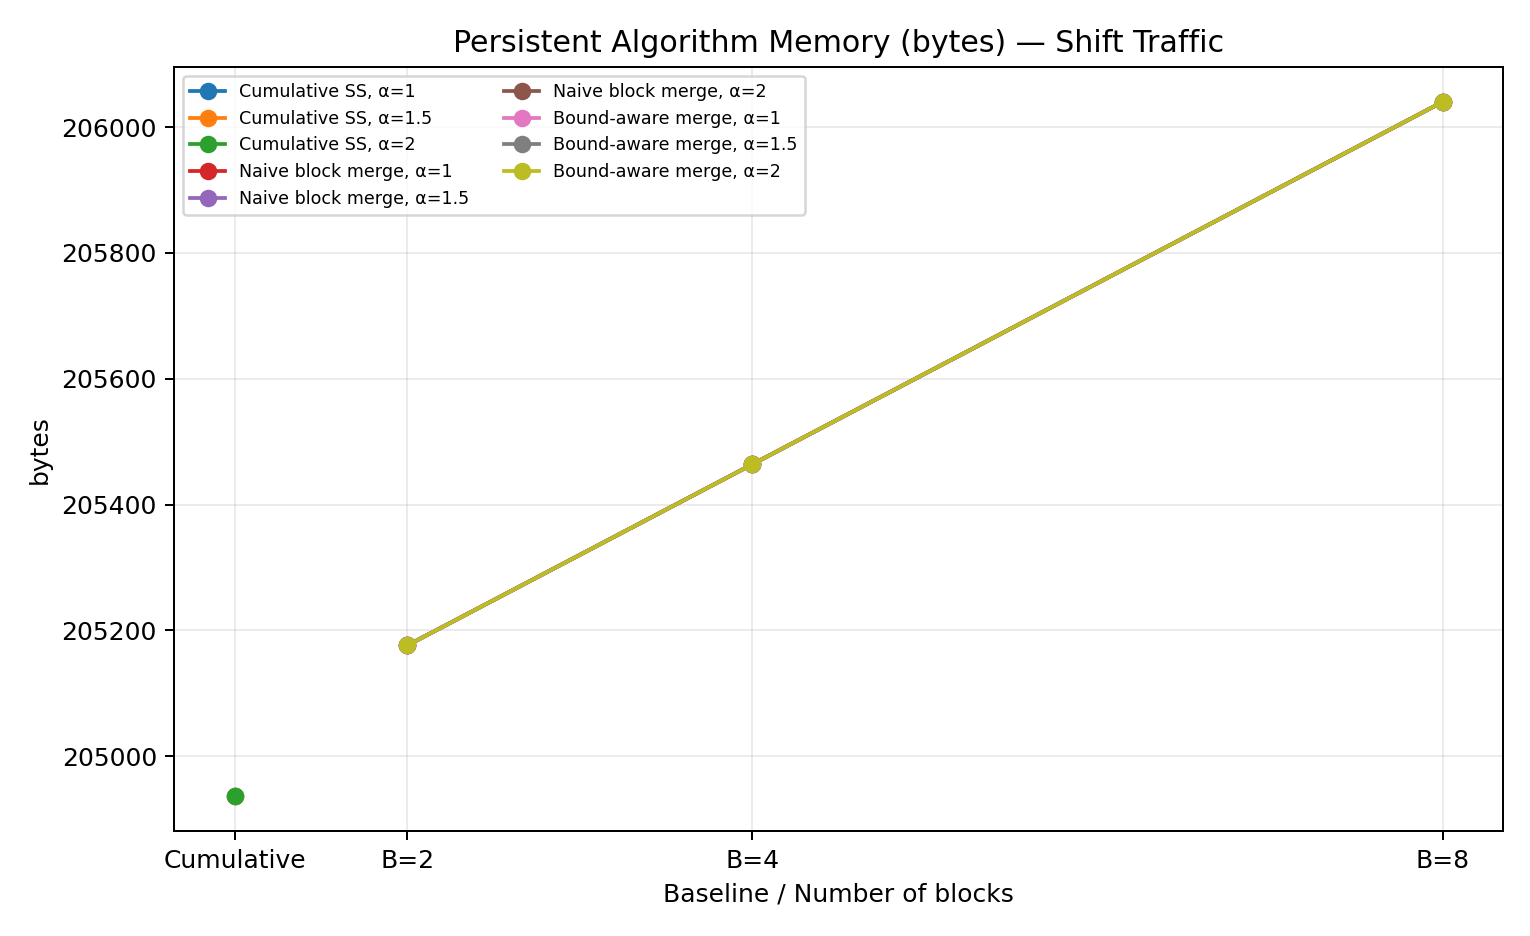 Persistent Algorithm Memory (bytes) — Shift Traffic
Cumulative SS, α=1
Cumulative SS, α=1.5
Cumulative SS, α=2
Naive block merge, α=1
Naive block merge, α=1.5
Naive block merge, α=2
Bound-aware merge, α=1
Bound-aware merge, α=1.5
Bound-aware merge, α=2
206000
205800
205600
205400
205200
205000
bytes
Cumulative
B=2
B=4
B=8
Baseline / Number of blocks